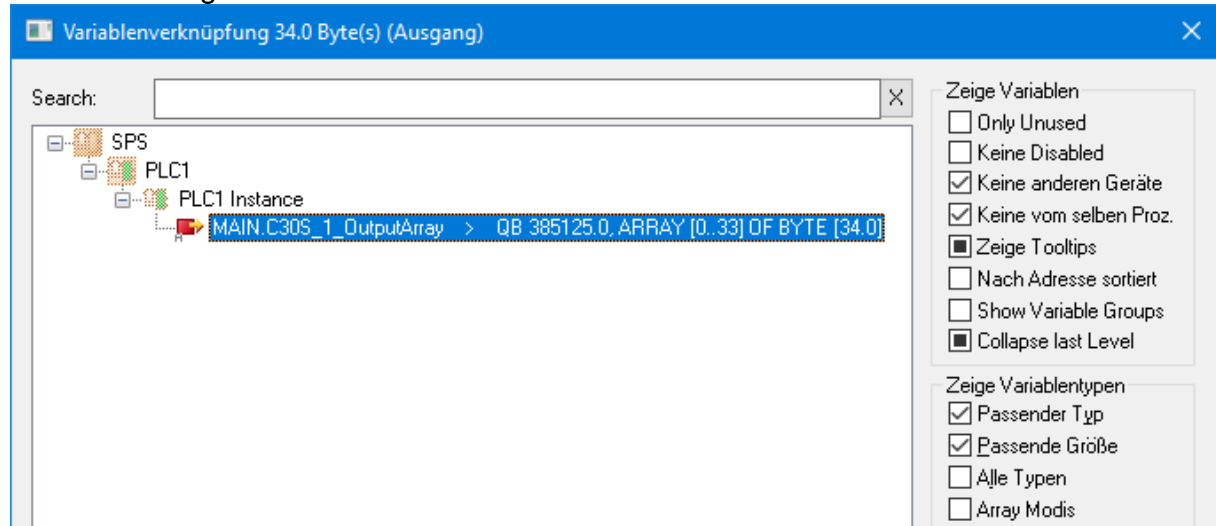 Variablenverknüpfung 34.0 Byte(s) (Ausgang)
Search:
X
SPS
PLC1
PLC1 Instance
MAIN.C30S_1_OutputArray > QB 385125.0, ARRAY [0..33] OF BYTE [34.0]
Zeige Variablen
Only Unused
Keine Disabled
Keine anderen Geräte
Keine vom selben Proz.
Zeige Tooltips
Nach Adresse sortiert
Show Variable Groups
Collapse last Level
Zeige Variablentypen
Passender Typ
Passende Größe
Alle Typen
Array Modis